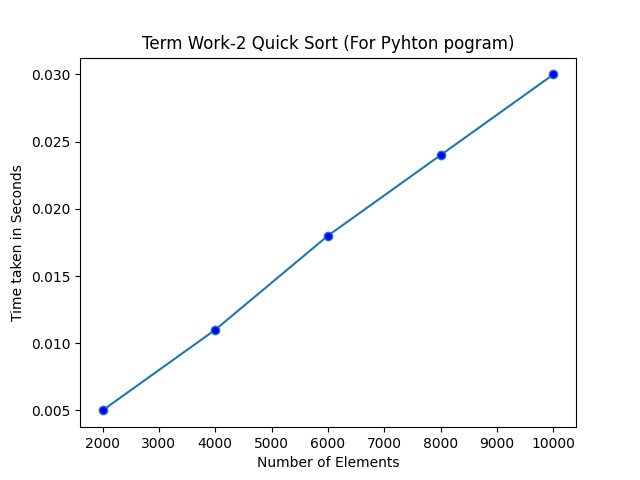 Term Work-2 Quick Sort (For Pyhton pogram)
0.030
0.025
0.020
0.015
0.010
0.005
Time taken in Seconds
2000 3000 4000 5000 6000 7000 8000 9000 10000
Number of Elements